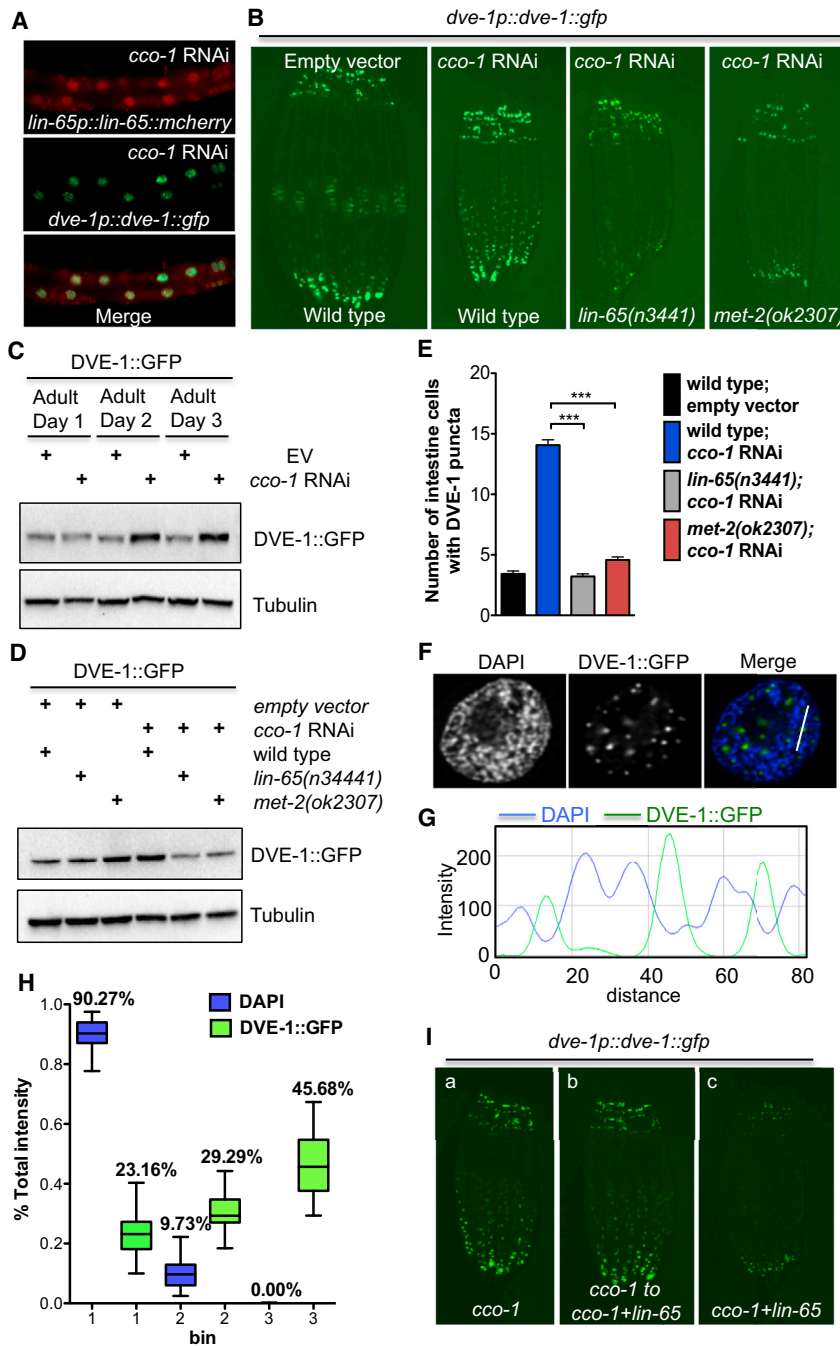 A
cco-1 RNAi
lin-65p::lin-65::mcherry
cco-1 RNAi
dve-1p::dve-1::gfp
Merge
B
dve-1p::dve-1::gfp
Empty vector
cco-1 RNAi
cco-1 RNAi
cco-1 RNAi
Wild type
Wild type
lin-65(n3441)
met-2(ok2307)
C
DVE-1::GFP
Adult Day 1
Adult Day 2
Adult Day 3
+ + + EV
+ + + cco-1 RNAi
DVE-1::GFP
Tubulin
D
DVE-1::GFP
+ + + empty vector
+ + + cco-1 RNAi
+ + wild type
+ + lin-65(n34441)
+ + met-2(ok2307)
DVE-1::GFP
Tubulin
E
Number of intestine cells
with DVE-1 puncta
20
15
10
5
0
***
***
wild type;
empty vector
wild type;
cco-1 RNAi
lin-65(n3441);
cco-1 RNAi
met-2(ok2307);
cco-1 RNAi
F
DAPI
DVE-1::GFP
Merge
G
DAPI
DVE-1::GFP
Intensity
200
100
0
0 20 40 60 80
distance
H
DAPI
DVE-1::GFP
% Total intensity
1.0
0.8
0.6
0.4
0.2
0.0
90.27%
23.16%
9.73%
29.29%
0.00%
45.68%
1 1 2 2 3 3
bin
I
dve-1p::dve-1::gfp
a
b
c
cco-1
cco-1 to
cco-1+lin-65
cco-1+lin-65